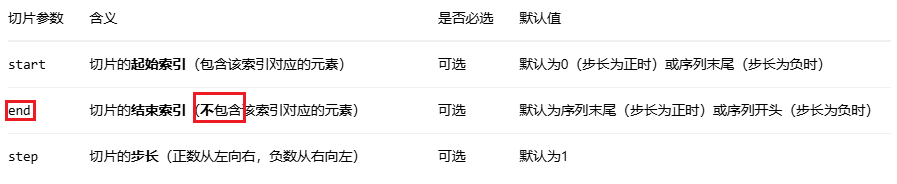 切片参数 含义 是否必选 默认值
start 切片的起始索引（包含该索引对应的元素） 可选 默认为0（步长为正时）或序列末尾（步长为负时）
end 切片的结束索引（不包含该索引对应的元素） 可选 默认为序列末尾（步长为正时）或序列开头（步长为负时）
step 切片的步长（正数从左向右，负数从右向左） 可选 默认为1